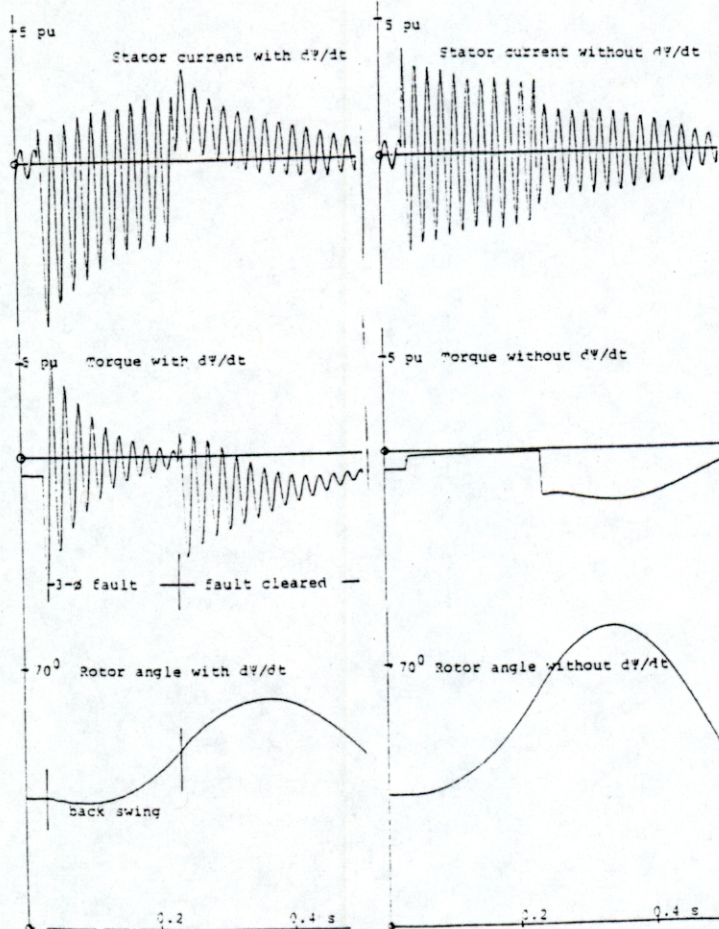 5 pu
Stator current with dΨ/dt
5 pu
Stator current without dΨ/dt
5 pu Torque with dΨ/dt
5 pu Torque without dΨ/dt
3-ø fault
fault cleared
70⁰ Rotor angle with dΨ/dt
70⁰ Rotor angle without dΨ/dt
back swing
0.2 0.4 s
0.2 0.4 s